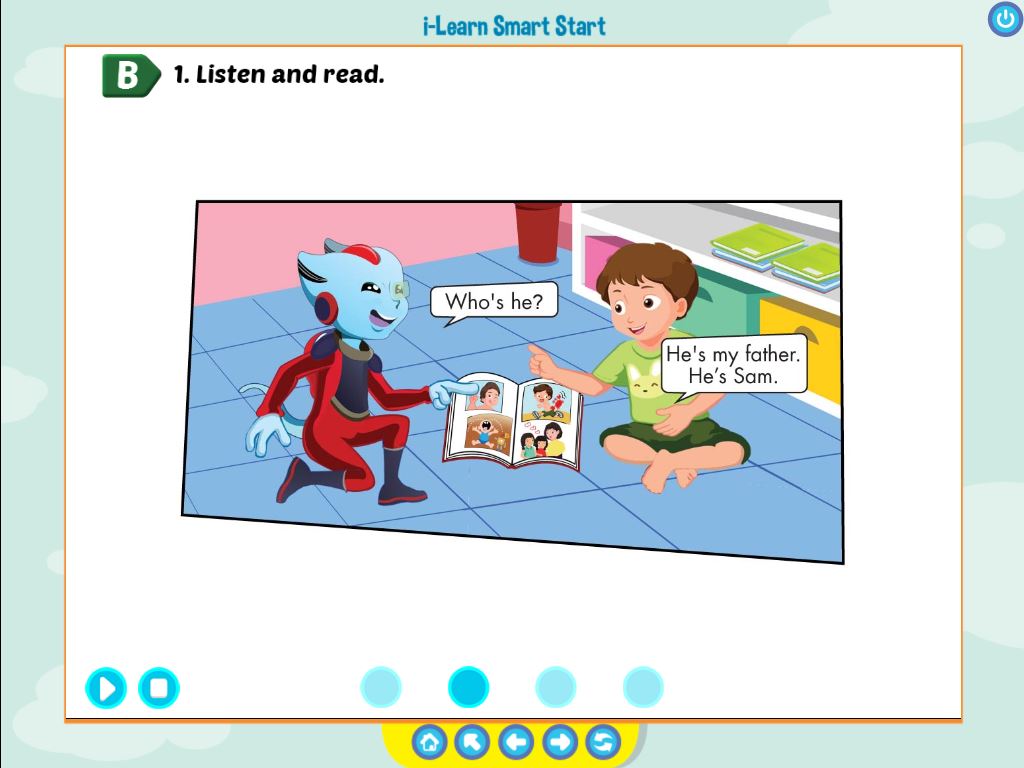 i-Learn Smart Start
B 1. Listen and read.
Who's he?
He's my father.
He's Sam.